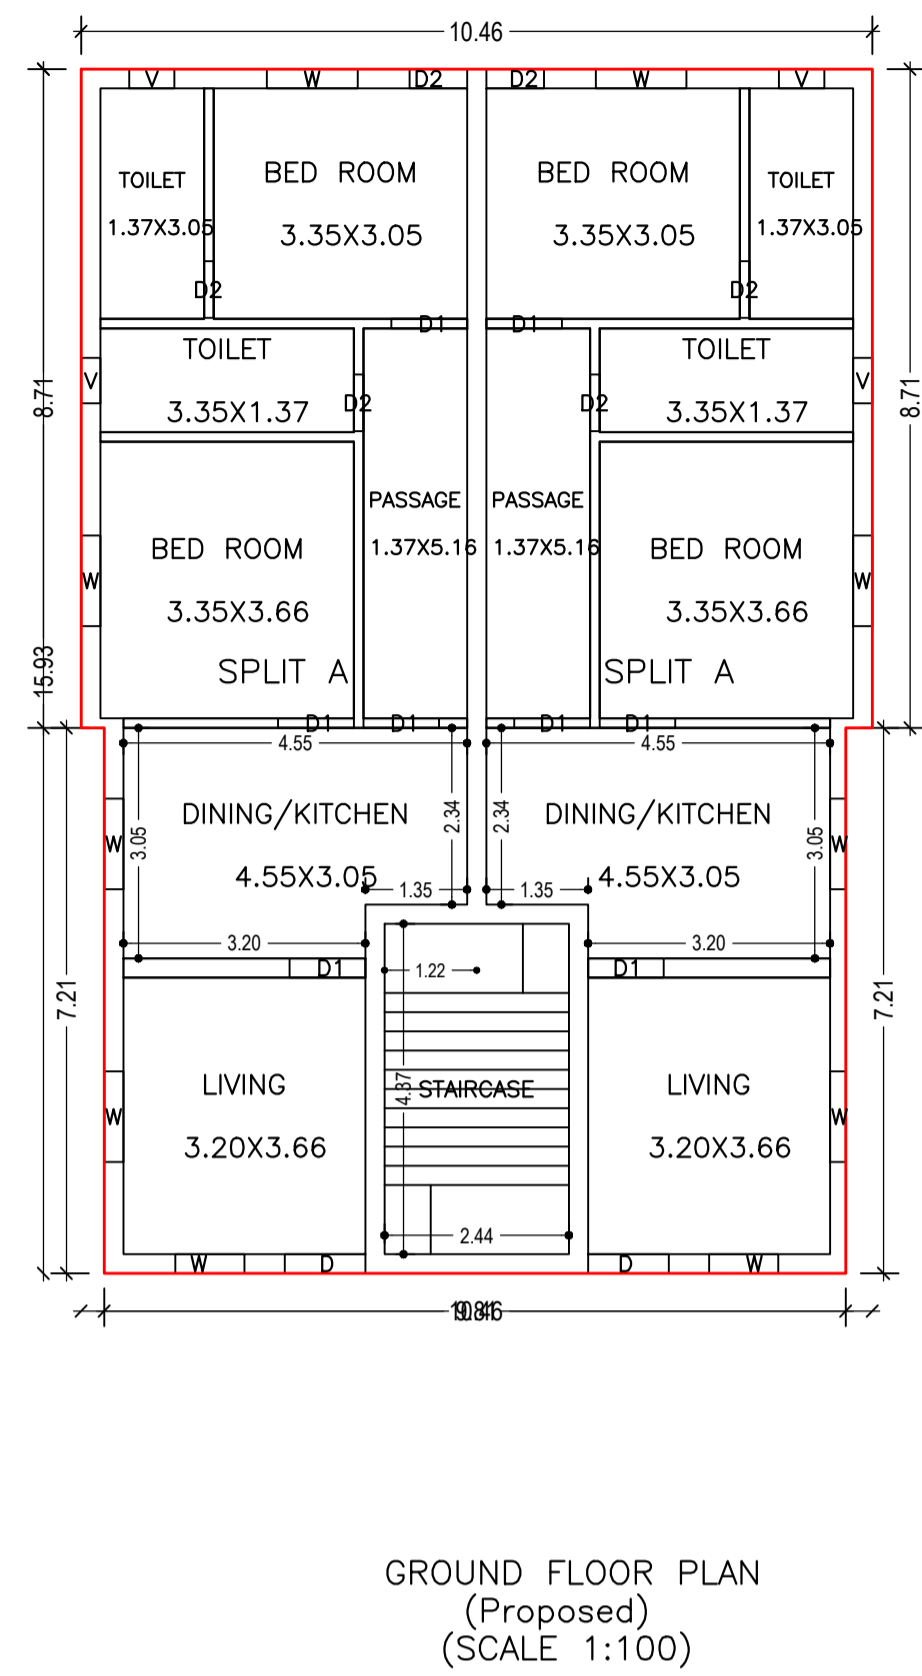 10.46
V W D2 D2 W V
TOILET BED ROOM BED ROOM TOILET
1.37X3.05 3.35X3.05 3.35X3.05 1.37X3.05
D2 D2
D1 D1
TOILET TOILET
V V
8.71 3.35X1.37 D2 D2 3.35X1.37 8.71
PASSAGE PASSAGE
BED ROOM 1.37X5.16 1.37X5.16 BED ROOM
W W
3.35X3.66 3.35X3.66
15.93 SPLIT A SPLIT A
D1 D1 D1 D1
4.55 4.55
DINING/KITCHEN 2.34 2.34 DINING/KITCHEN
W 3.05 3.05 W
4.55X3.05 1.35 1.35 4.55X3.05
3.20 3.20
D1 1.22 D1
7.21 7.21
LIVING 4.37 STAIRCASE LIVING
W W
3.20X3.66 3.20X3.66
2.44
W D D W
10.46
9.81
GROUND FLOOR PLAN
(Proposed)
(SCALE 1:100)